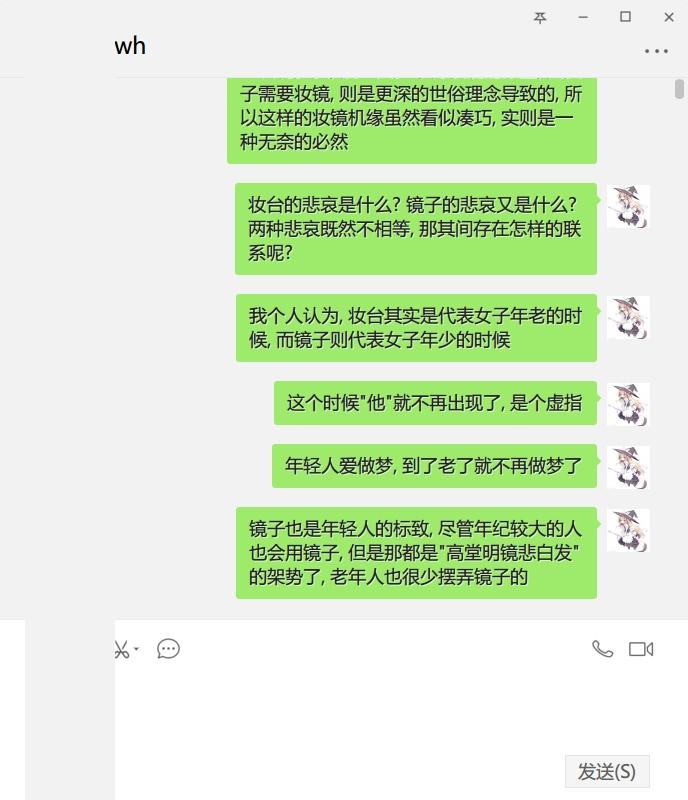 wh
子需要妆镜, 则是更深的世俗理念导致的, 所
以这样的妆镜机缘虽然看似凑巧, 实则是一
种无奈的必然
妆台的悲哀是什么? 镜子的悲哀又是什么?
两种悲哀既然不相等, 那其间存在怎样的联
系呢?
我个人认为, 妆台其实是代表女子年老的时
候, 而镜子则代表女子年少的时候
这个时候"他"就不再出现了, 是个虚指
年轻人爱做梦, 到了老了就不再做梦了
镜子也是年轻人的标致, 尽管年纪较大的人
也会用镜子, 但是那都是"高堂明镜悲白发"
的架势了, 老年人也很少摆弄镜子的
发送(S)